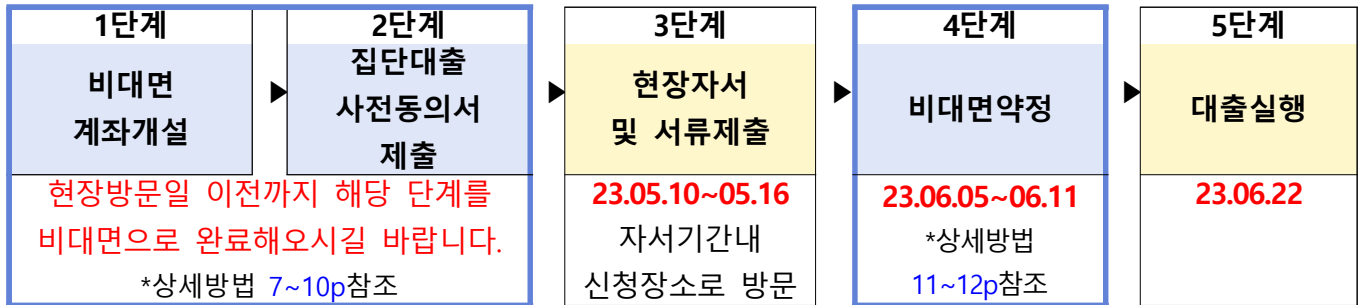 1단계
비대면
계좌개설
▶
2단계
집단대출
사전동의서
제출
현장방문일 이전까지 해당 단계를
비대면으로 완료해오시길 바랍니다.
*상세방법 7~10p참조
▶
3단계
현장자서
및 서류제출
23.05.10~05.16
자서기간내
신청장소로 방문
▶
4단계
비대면약정
23.06.05~06.11
*상세방법
11~12p참조
▶
5단계
대출실행
23.06.22